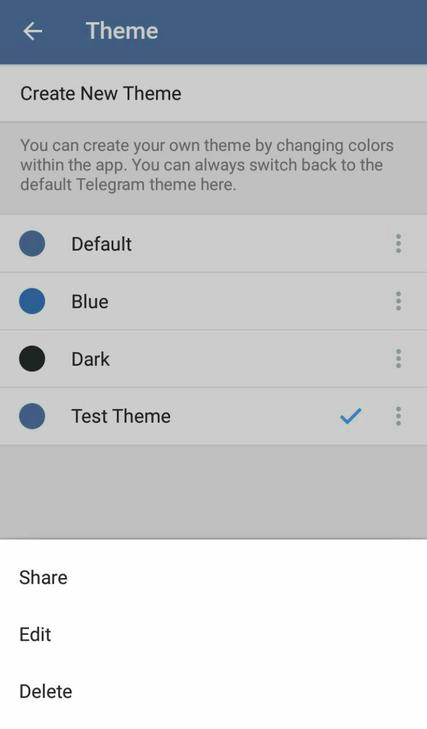 Theme
Create New Theme
You can create your own theme by changing colors
within the app. You can always switch back to the
default Telegram theme here.
Default
Blue
Dark
Test Theme
Share
Edit
Delete